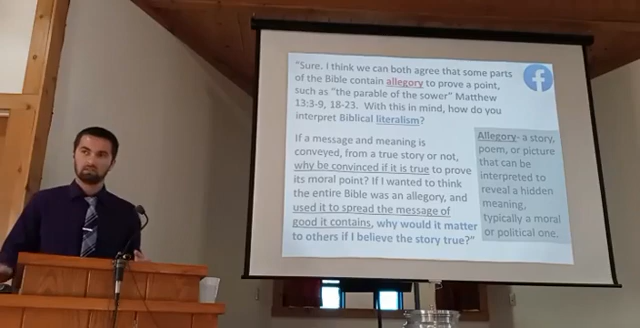 "Sure. I think we can both agree that some parts
of the Bible contain allegory to prove a point,
such as "the parable of the sower" Matthew
13:3-9, 18-23. With this in mind, how do you
interpret Biblical literalism?
If a message and meaning is
conveyed, from a true story or not,
why be convinced if it is true to prove
its moral point? If I wanted to think
the entire Bible was an allegory, and
used it to spread the message of
good it contains, why would it matter
to others if I believe the story true?"
f
Allegory- a story,
poem, or picture
that can be
interpreted to
reveal a hidden
meaning,
typically a moral
or political one.